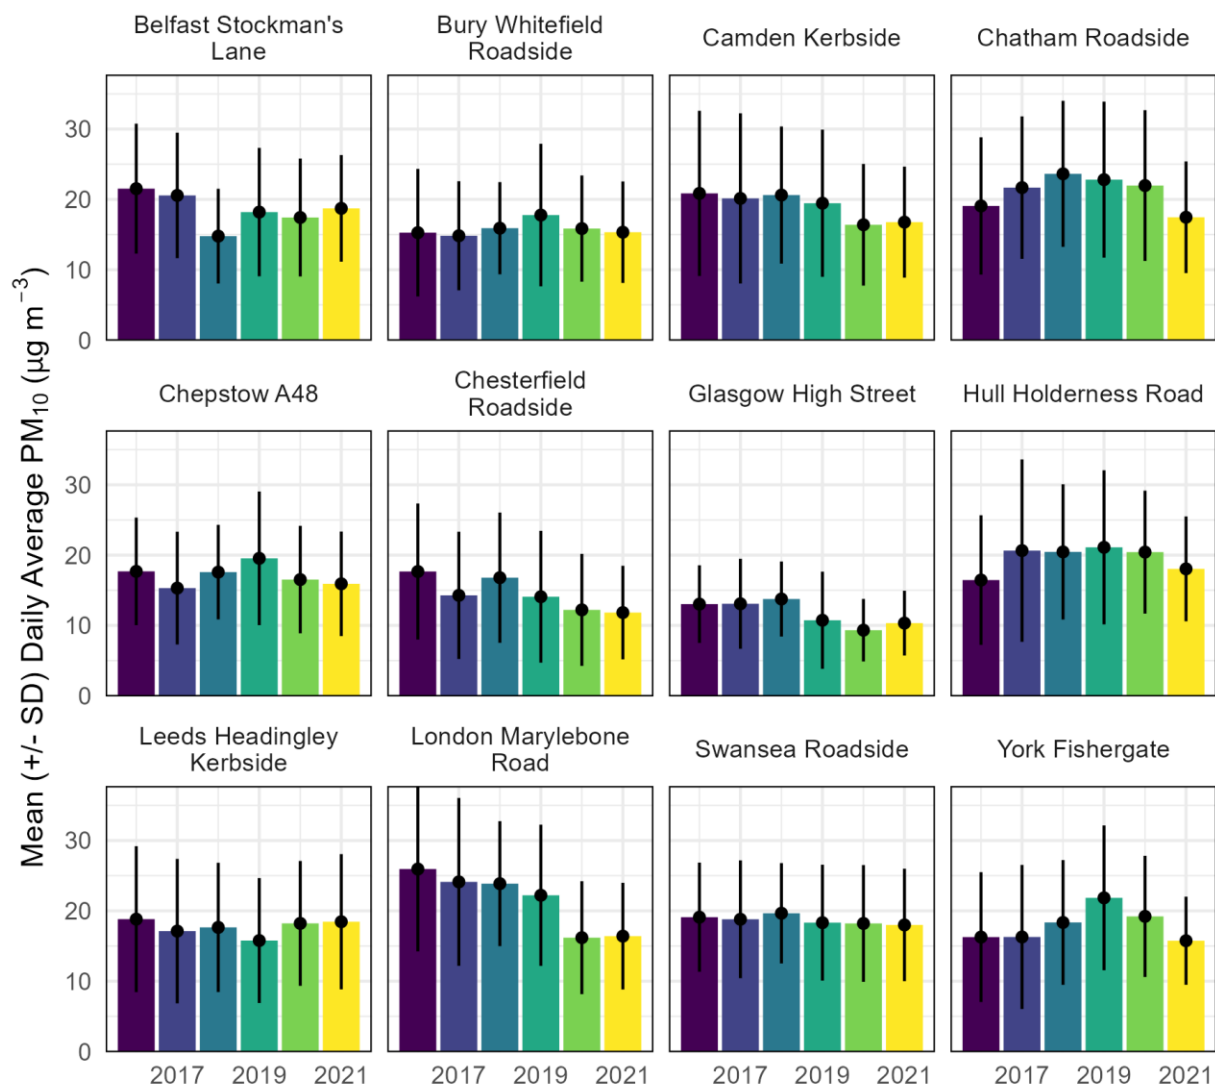 Mean (+/- SD) Daily Average PM₁₀ (µg m⁻³)
Belfast Stockman's
Lane
Bury Whitefield
Roadside
Camden Kerbside
Chatham Roadside
30
20
10
0
Chepstow A48
Chesterfield
Roadside
Glasgow High Street
Hull Holderness Road
30
20
10
0
Leeds Headingley
Kerbside
London Marylebone
Road
Swansea Roadside
York Fishergate
30
20
10
0
2017 2019 2021
2017 2019 2021
2017 2019 2021
2017 2019 2021